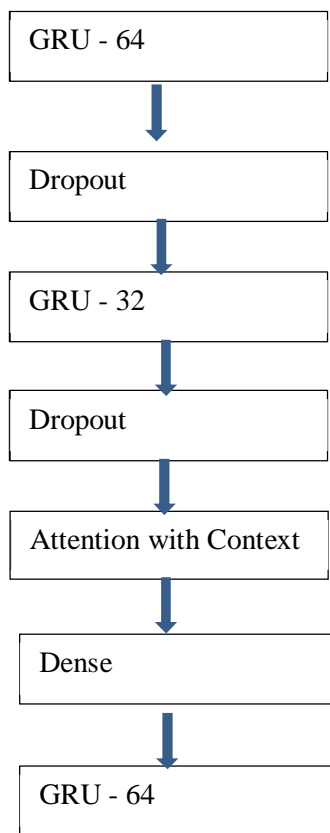 GRU - 64
Dropout
GRU - 32
Dropout
Attention with Context
Dense
GRU - 64